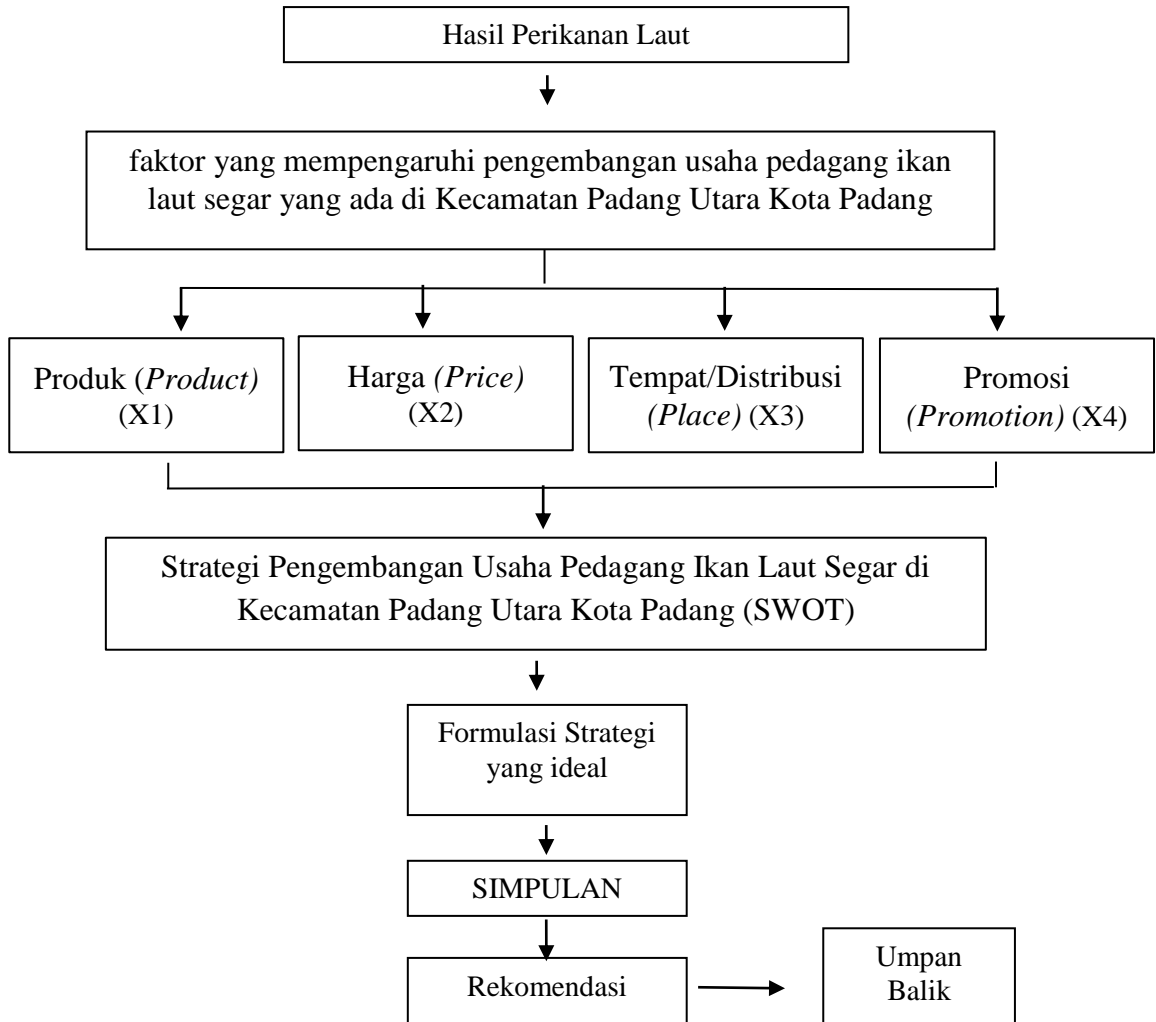 Hasil Perikanan Laut
faktor yang mempengaruhi pengembangan usaha pedagang ikan
laut segar yang ada di Kecamatan Padang Utara Kota Padang
Produk (Product)
(X1)
Harga (Price)
(X2)
Tempat/Distribusi
(Place) (X3)
Promosi
(Promotion) (X4)
Strategi Pengembangan Usaha Pedagang Ikan Laut Segar di
Kecamatan Padang Utara Kota Padang (SWOT)
Formulasi Strategi
yang ideal
SIMPULAN
Rekomendasi
Umpan
Balik